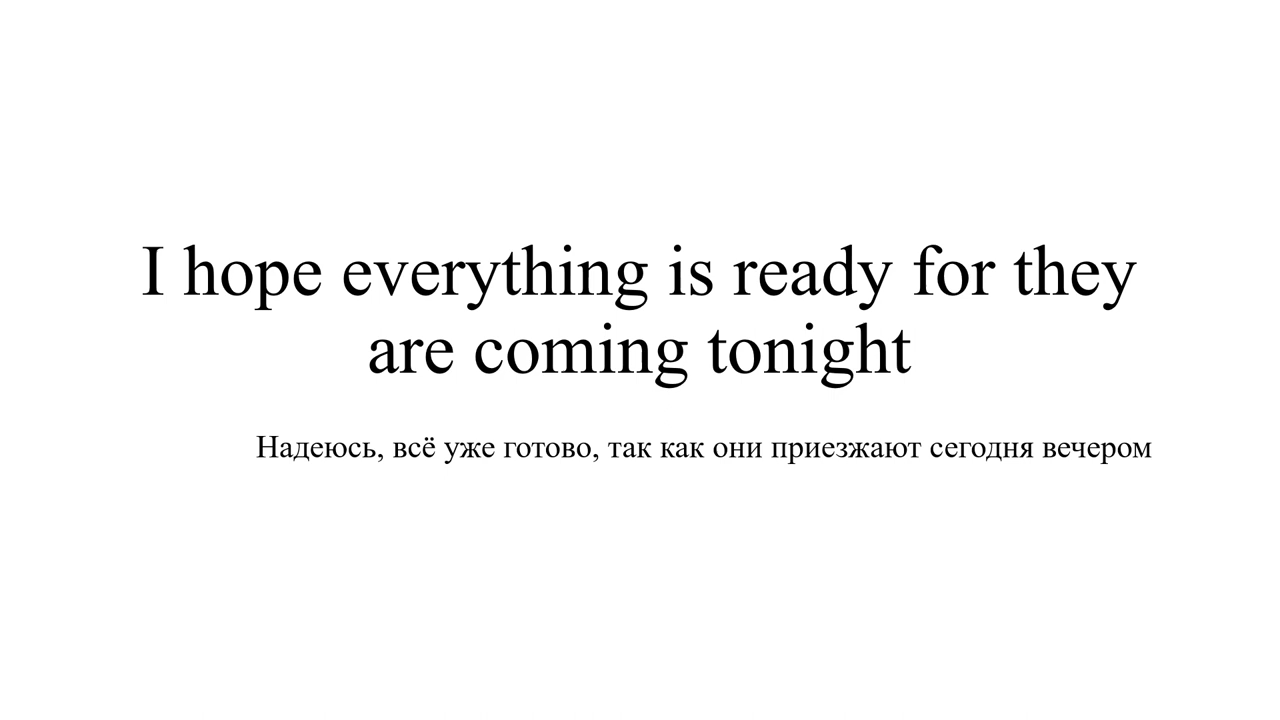 I hope everything is ready for they
are coming tonight
Надеюсь, всё уже готово, так как они приезжают сегодня вечером